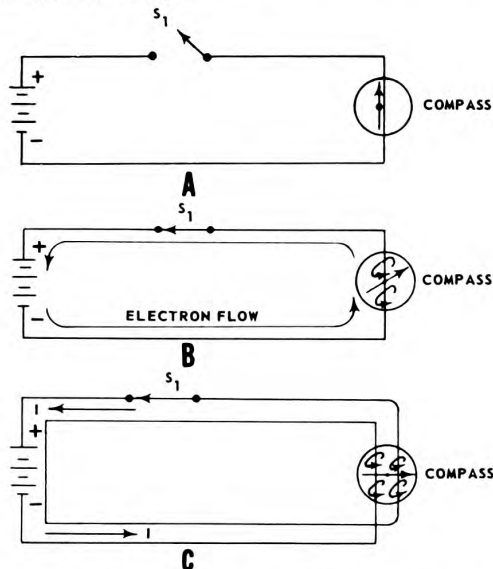 S1
+
COMPASS
-
A
S1
+
COMPASS
-
ELECTRON FLOW
B
S1
I
+
COMPASS
-
I
C